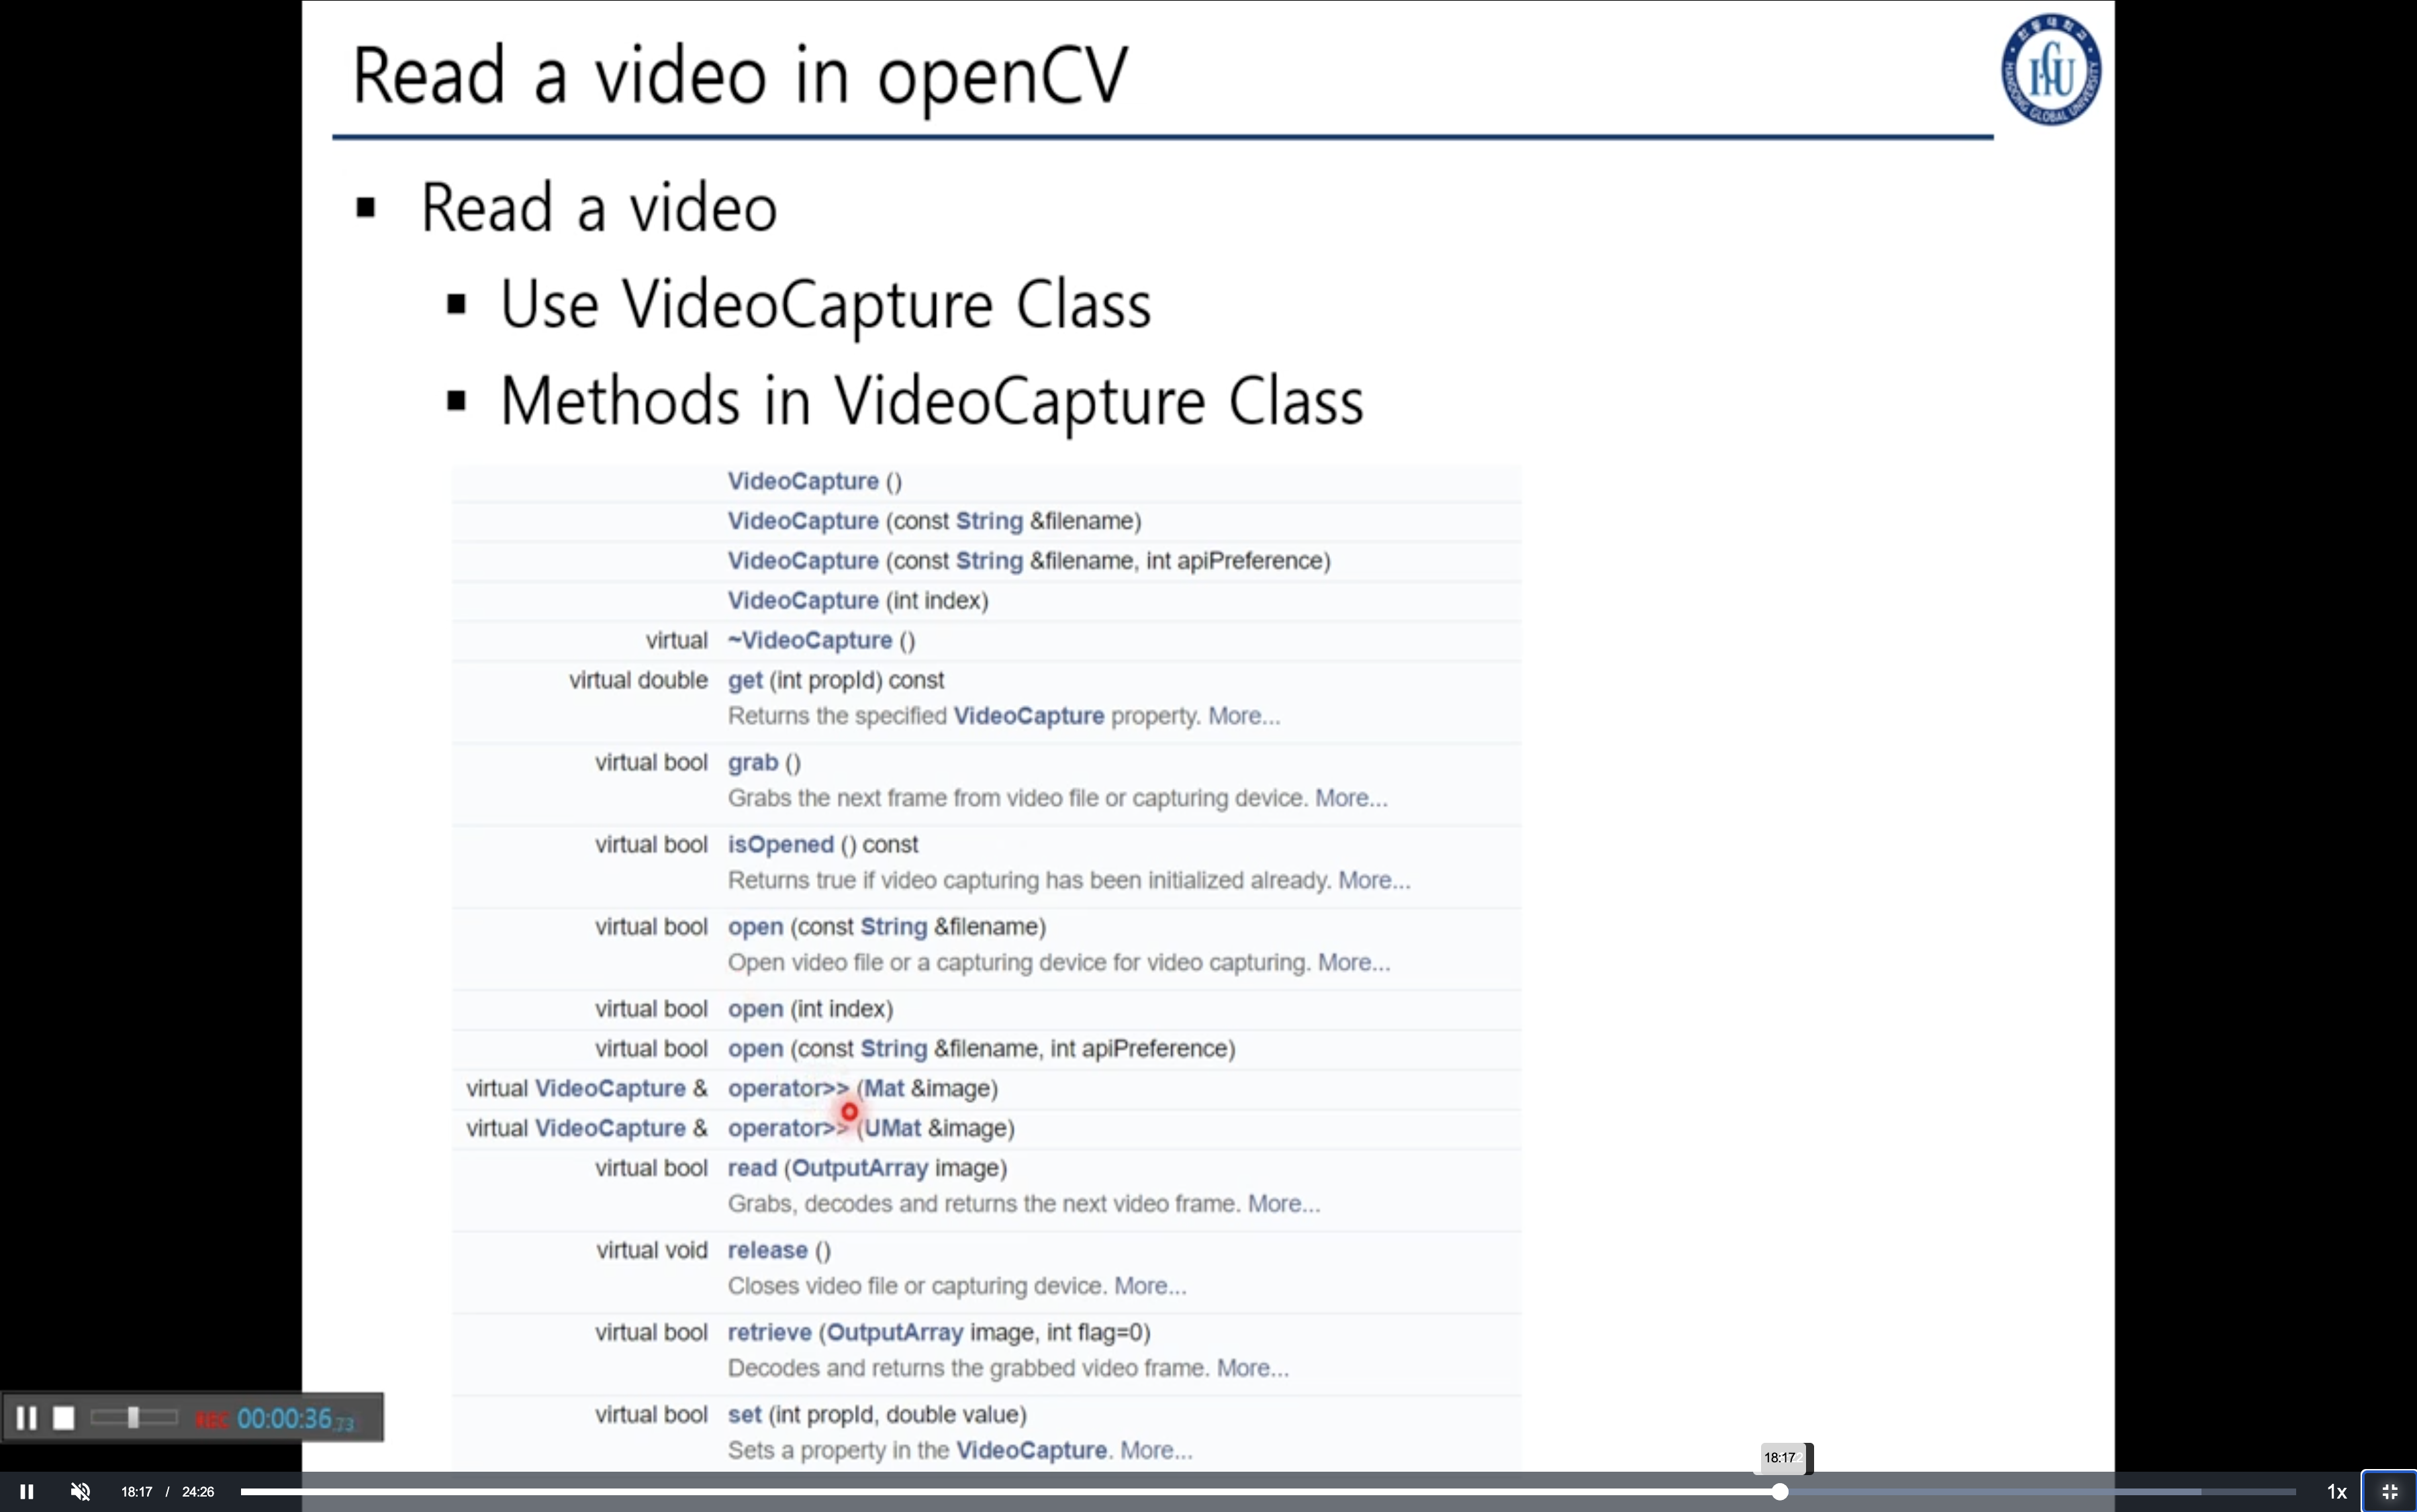 Read a video in openCV
한동대학교
HANDONG GLOBAL UNIVERSITY
HGU
▪ Read a video
▪ Use VideoCapture Class
▪ Methods in VideoCapture Class
VideoCapture ()
VideoCapture (const String &filename)
VideoCapture (const String &filename, int apiPreference)
VideoCapture (int index)
virtual ~VideoCapture ()
virtual double get (int propId) const
Returns the specified VideoCapture property. More...
virtual bool grab ()
Grabs the next frame from video file or capturing device. More...
virtual bool isOpened () const
Returns true if video capturing has been initialized already. More...
virtual bool open (const String &filename)
Open video file or a capturing device for video capturing. More...
virtual bool open (int index)
virtual bool open (const String &filename, int apiPreference)
virtual VideoCapture & operator>> (Mat &image)
virtual VideoCapture & operator>> (UMat &image)
virtual bool read (OutputArray image)
Grabs, decodes and returns the next video frame. More...
virtual void release ()
Closes video file or capturing device. More...
virtual bool retrieve (OutputArray image, int flag=0)
Decodes and returns the grabbed video frame. More...
virtual bool set (int propId, double value)
Sets a property in the VideoCapture. More...
REC 00:00:36.73
18:17
18:17 / 24:26
1x